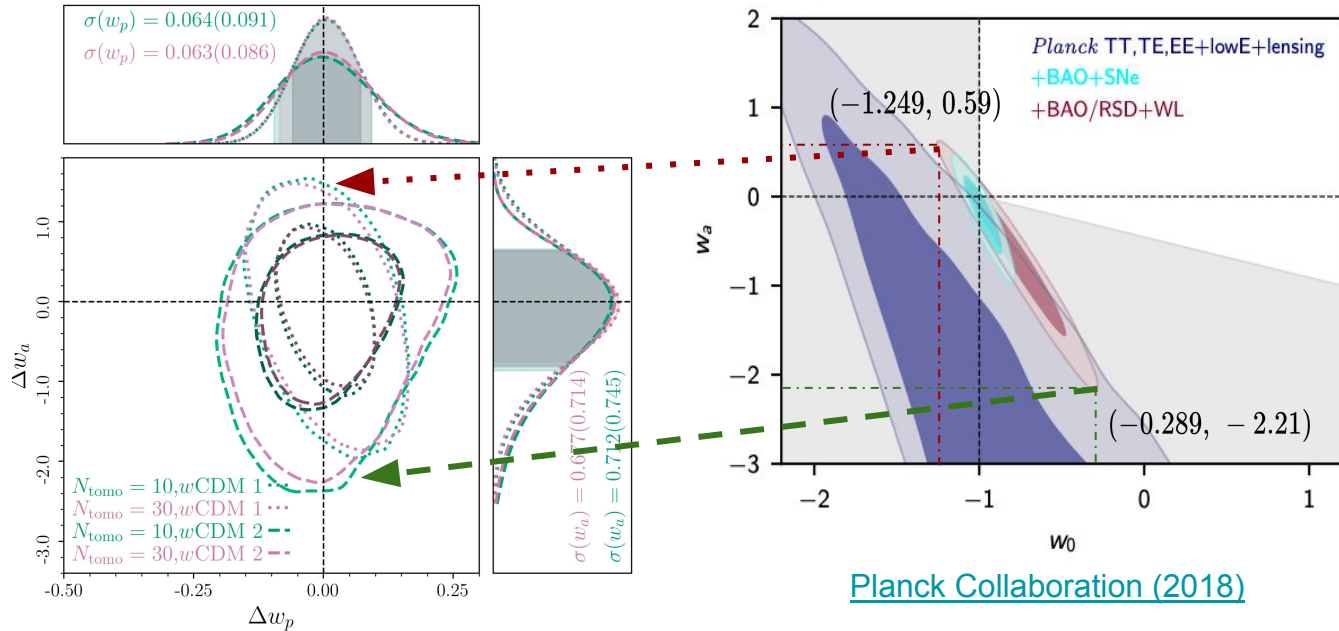 σ(w_p) = 0.064(0.091)
σ(w_p) = 0.063(0.086)
1.0
0.0
-1.0
-2.0
-3.0
Δw_a
N_tomo = 10,wCDM 1
N_tomo = 30,wCDM 1
N_tomo = 10,wCDM 2
N_tomo = 30,wCDM 2
-0.50
-0.25
0.00
0.25
Δw_p
σ(w_a) = 0.677(0.714)
σ(w_a) = 0.712(0.745)
Planck TT,TE,EE+lowE+lensing
+BAO+SNe
+BAO/RSD+WL
(−1.249, 0.59)
(−0.289, −2.21)
2
1
0
−1
−2
−3
w_a
−2
−1
0
1
w_0
Planck Collaboration (2018)